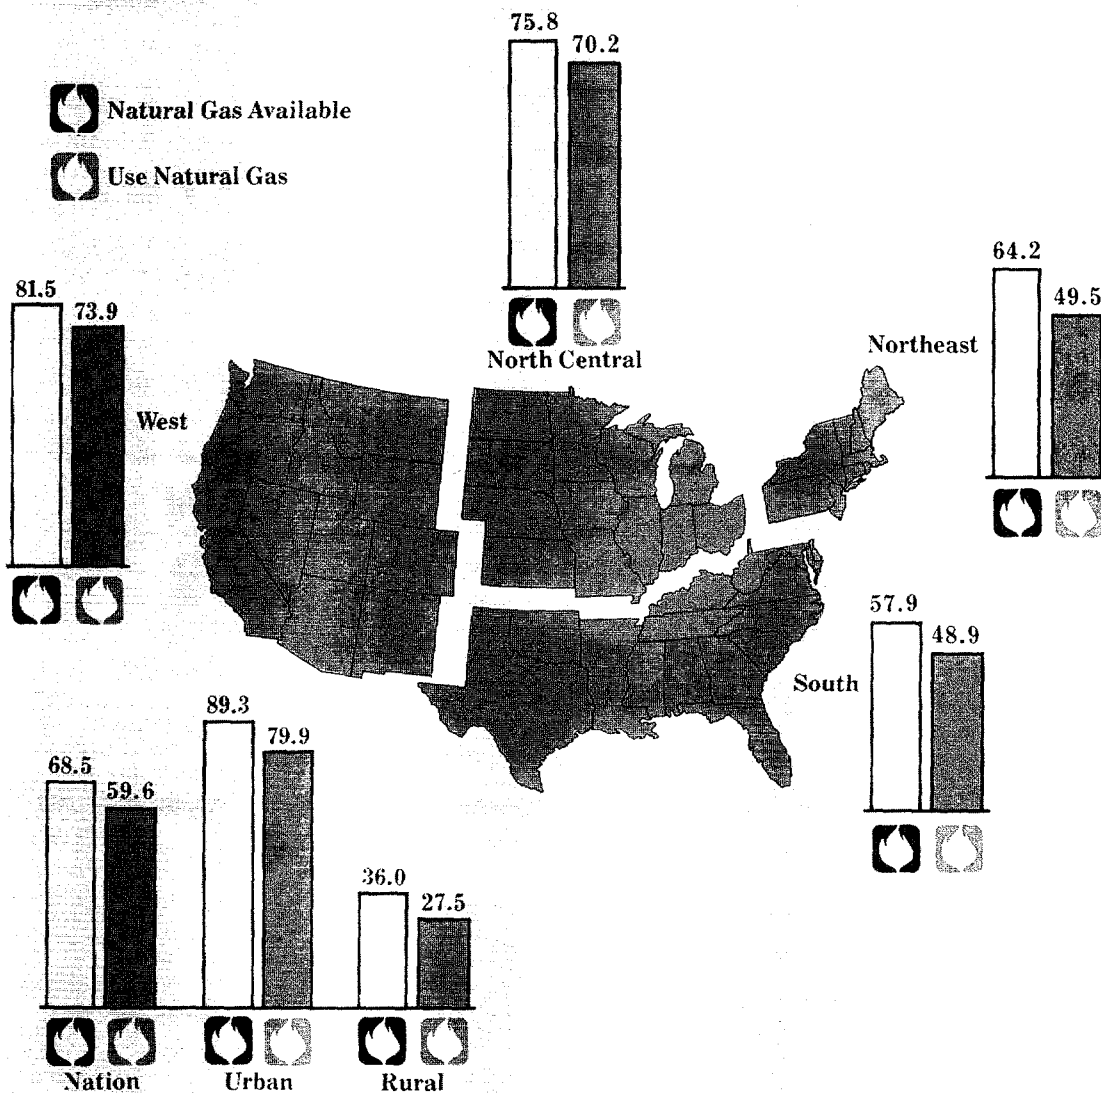 75.8
70.2
Natural Gas Available
Use Natural Gas
64.2
49.5
81.5
73.9
Northeast
North Central
West
57.9
48.9
South
89.3
79.9
68.5
59.6
36.0
27.5
Nation
Urban
Rural